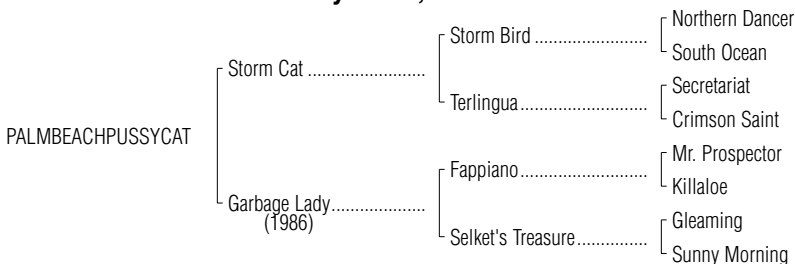 Northern Dancer
Storm Bird ............................
South Ocean
Storm Cat .............................
Secretariat
Terlingua................................
Crimson Saint
PALMBEACHPUSSYCAT
Mr. Prospector
Fappiano................................
Killaloe
Garbage Lady.......................
(1986)
Gleaming
Selket's Treasure.................
Sunny Morning